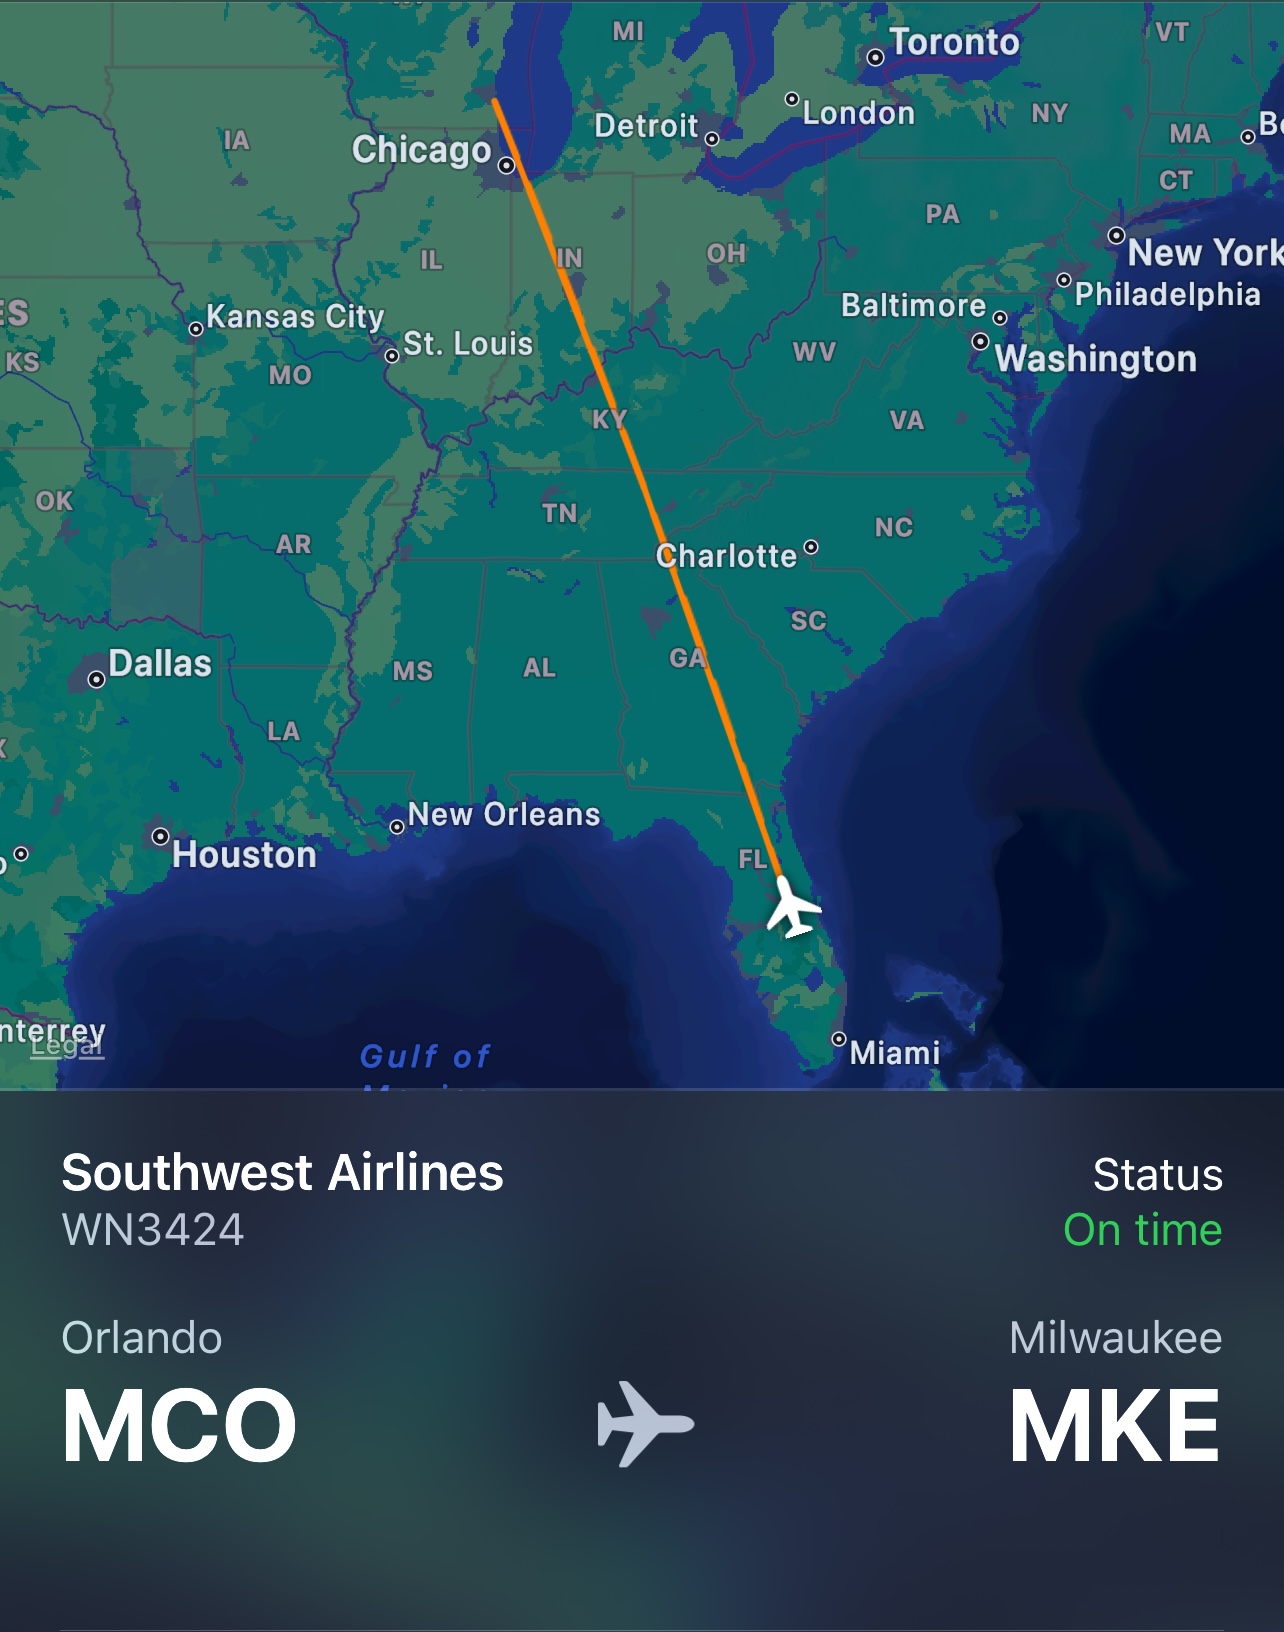 MI
Toronto
VT
London
NY
Detroit
MA
IA
Chicago
CT
PA
IL
IN
OH
New York
Philadelphia
Baltimore
Kansas City
St. Louis
KS
MO
WV
Washington
KY
VA
OK
TN
NC
AR
Charlotte
SC
GA
Dallas
MS
AL
LA
New Orleans
Houston
FL
nterrey
Legal
Gulf of
Miami
Southwest Airlines
WN3424
Status
On time
Orlando
MCO
Milwaukee
MKE